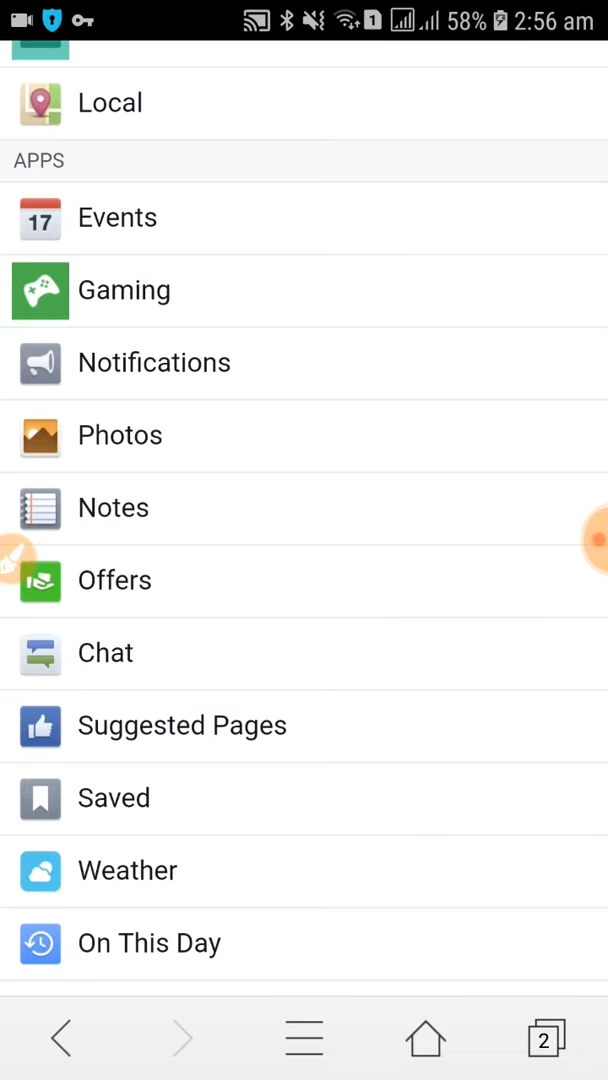 1 58% 2:56 am
Local
APPS
17 Events
Gaming
Notifications
Photos
Notes
Offers
Chat
Suggested Pages
Saved
Weather
On This Day
2